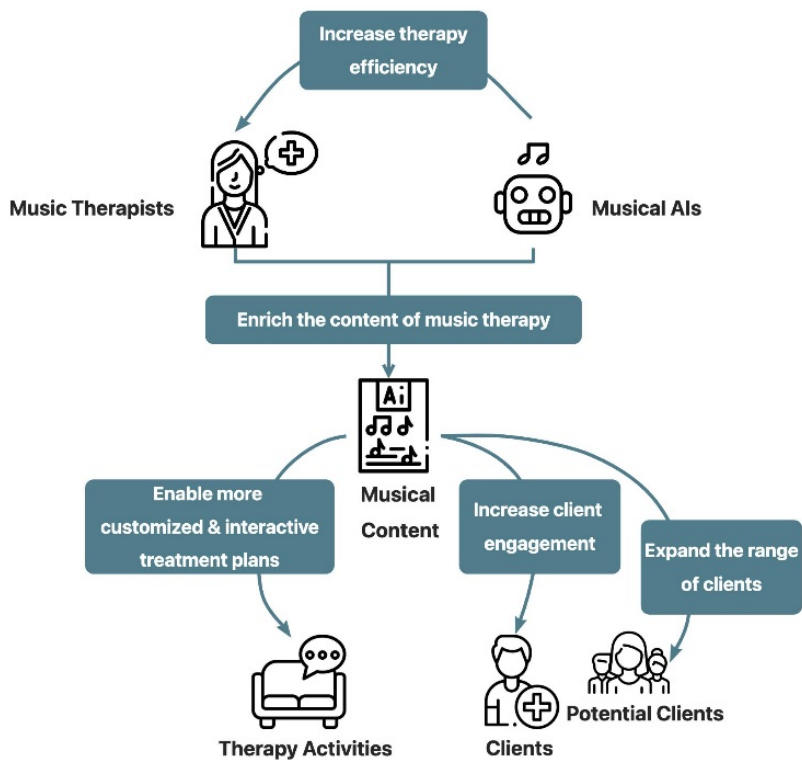 Increase therapy
efficiency
Music Therapists
Musical AIs
Enrich the content of music therapy
Ai
Musical
Content
Enable more
customized & interactive
treatment plans
Increase client
engagement
Expand the range
of clients
Therapy Activities
Clients
Potential Clients